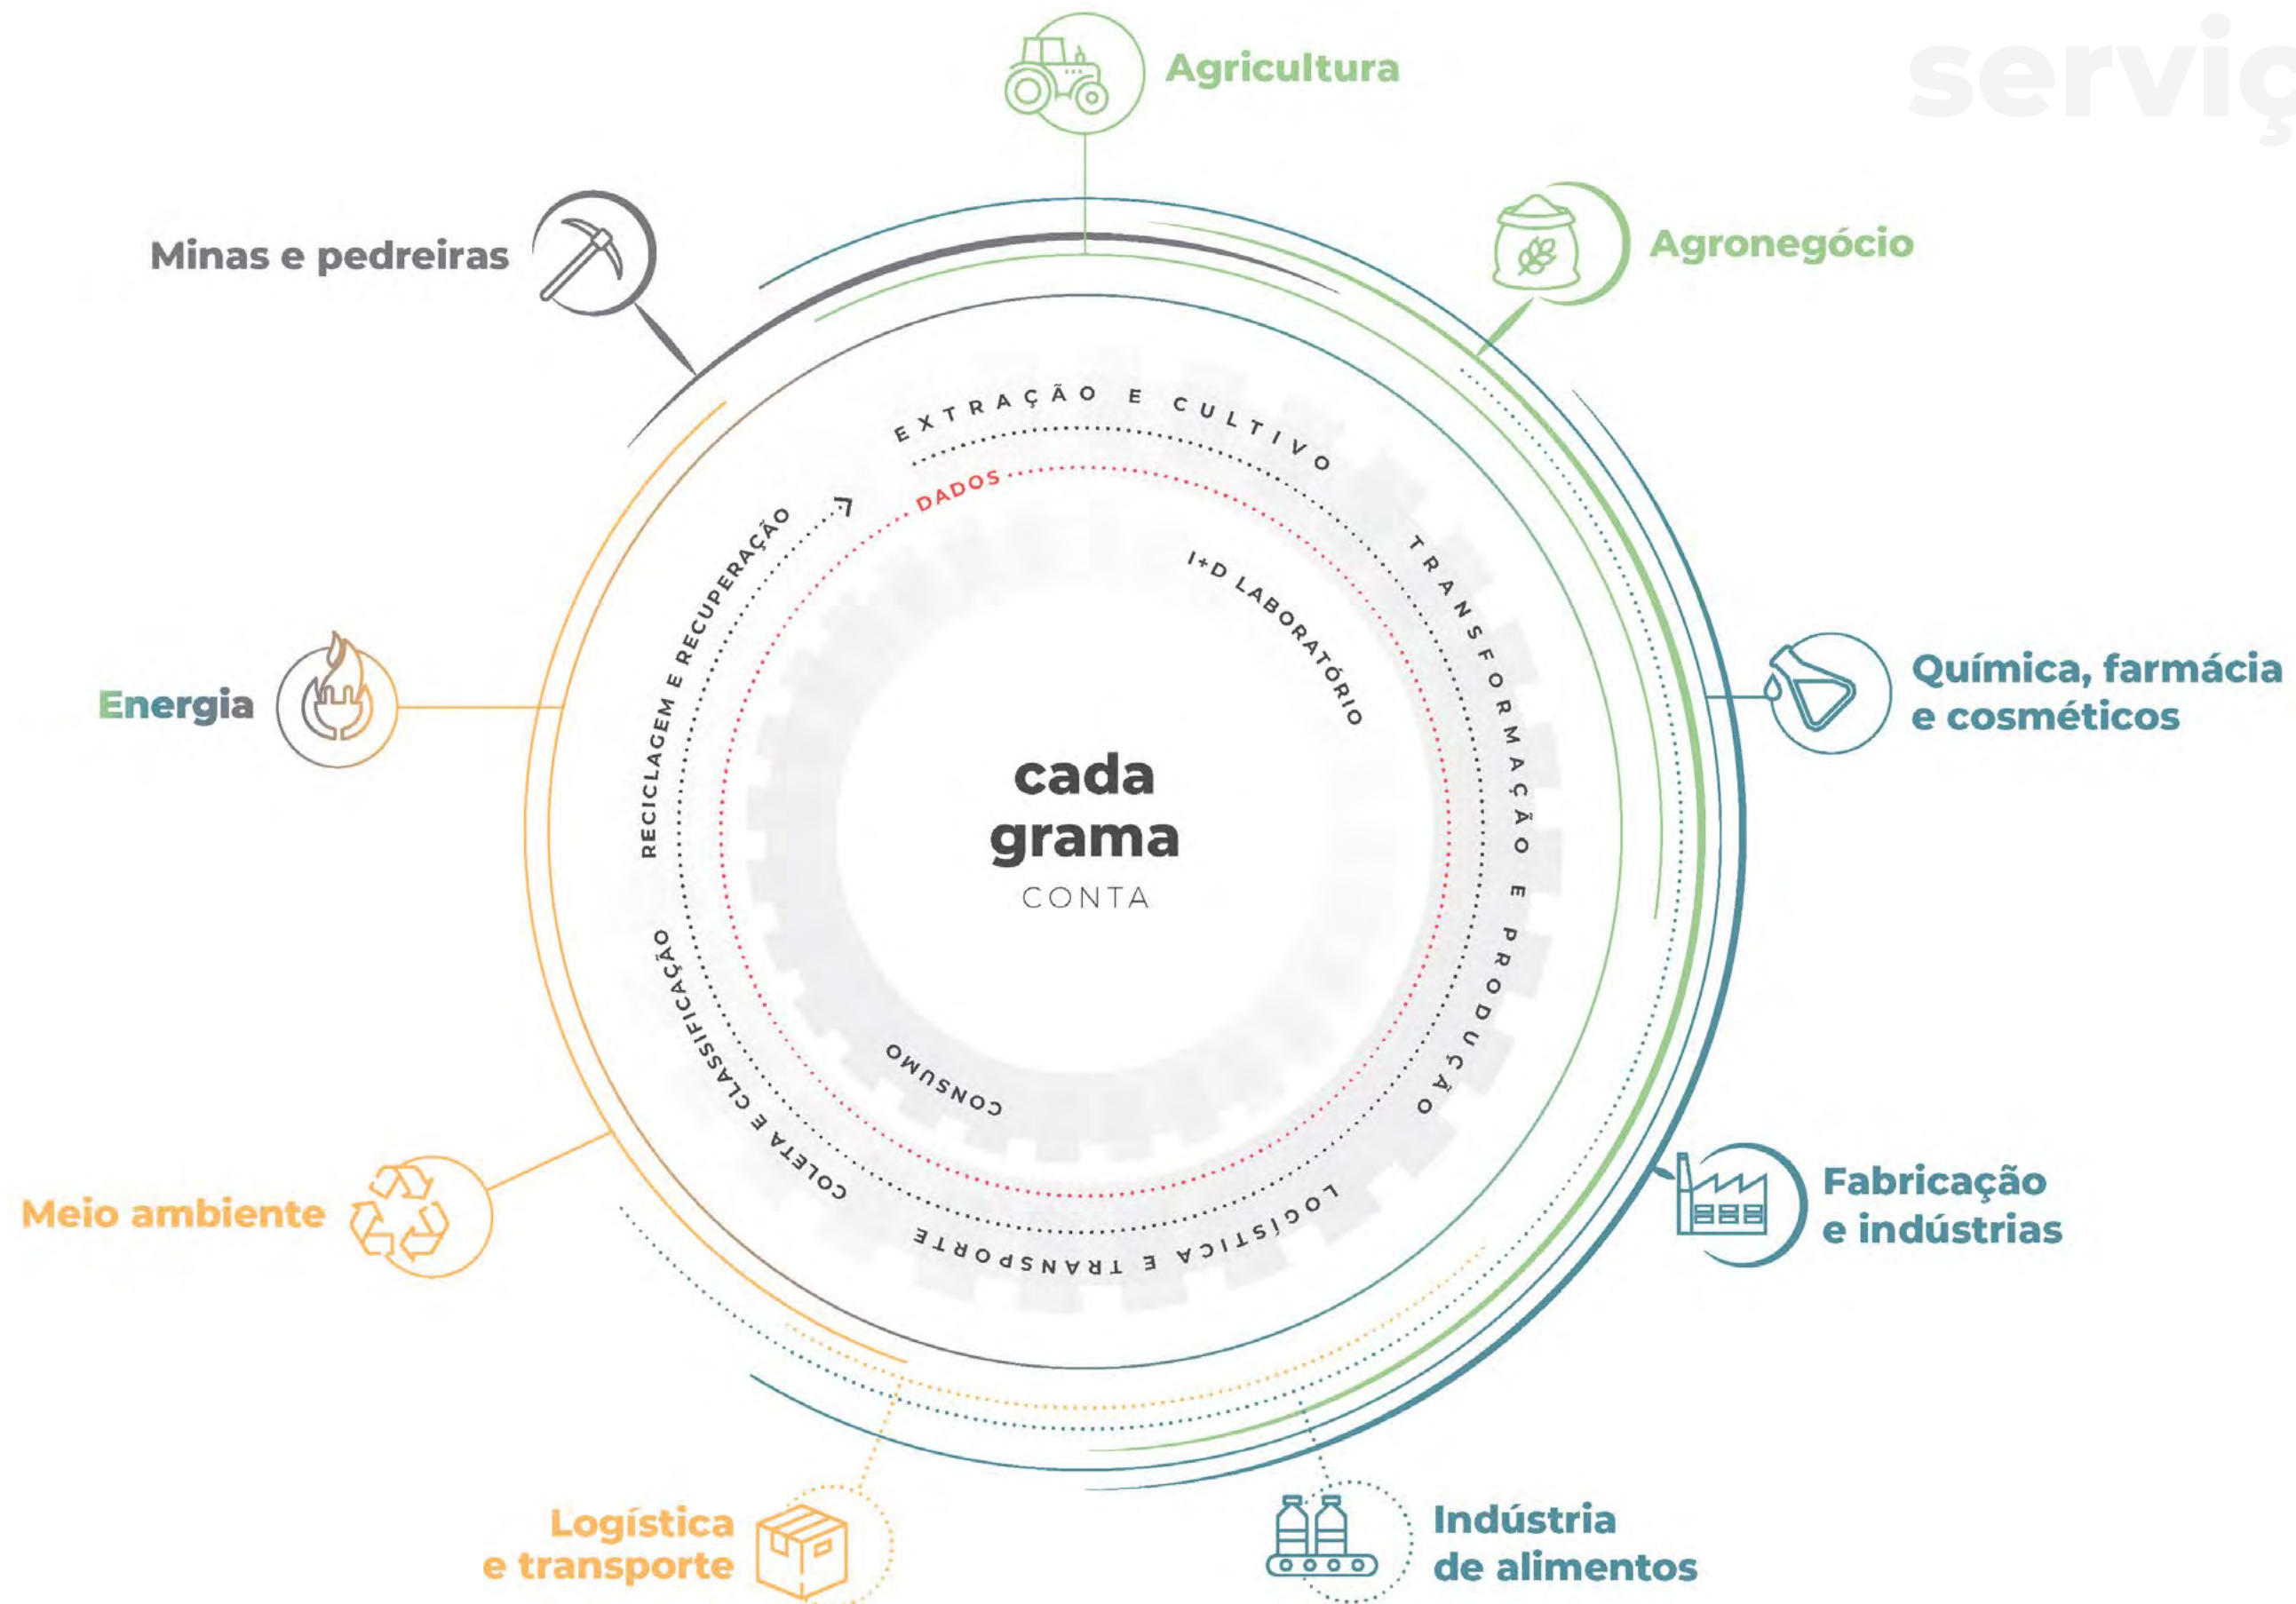 serviç
Agricultura
Agronegócio
Minas e pedreiras
Química, farmácia
e cosméticos
Energia
Fabricação
e indústrias
Meio ambiente
Indústria
de alimentos
Logística
e transporte
EXTRAÇÃO E CULTIVO
TRANSFORMAÇÃO E PRODUÇÃO
LOGÍSTICA E TRANSPORTE
COLETA E CLASSIFICAÇÃO
RECICLAGEM E RECUPERAÇÃO
DADOS
I+D LABORATÓRIO
CONSUMO
cada
grama
CONTA